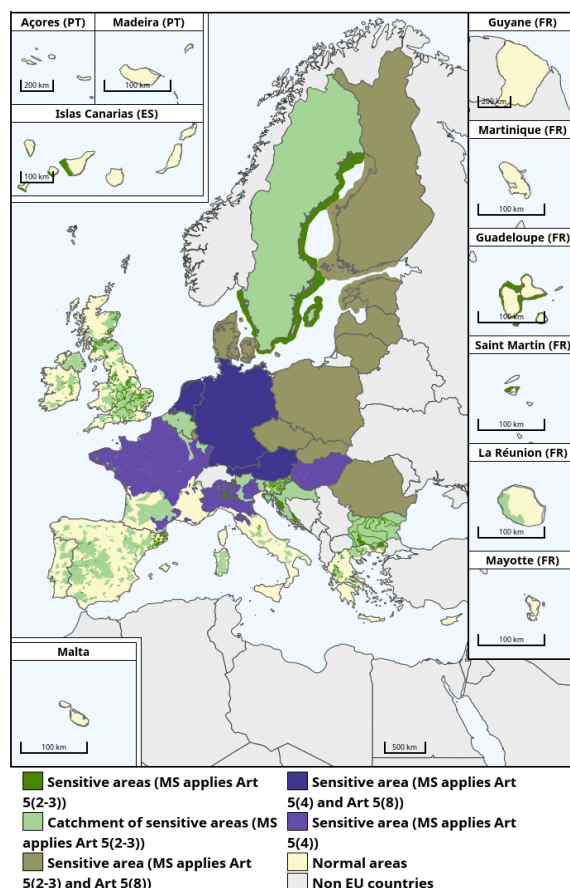 Açores (PT)
Madeira (PT)
Guyane (FR)
200 km
100 km
200 km
Islas Canarias (ES)
100 km
Martinique (FR)
100 km
Guadeloupe (FR)
100 km
Saint Martin (FR)
100 km
La Réunion (FR)
100 km
Mayotte (FR)
100 km
Malta
100 km
500 km
Sensitive areas (MS applies Art
5(2-3))
Catchment of sensitive areas (MS
applies Art 5(2-3))
Sensitive area (MS applies Art
5(2-3) and Art 5(8))
Sensitive area (MS applies Art
5(4) and Art 5(8))
Sensitive area (MS applies Art
5(4))
Normal areas
Non EU countries